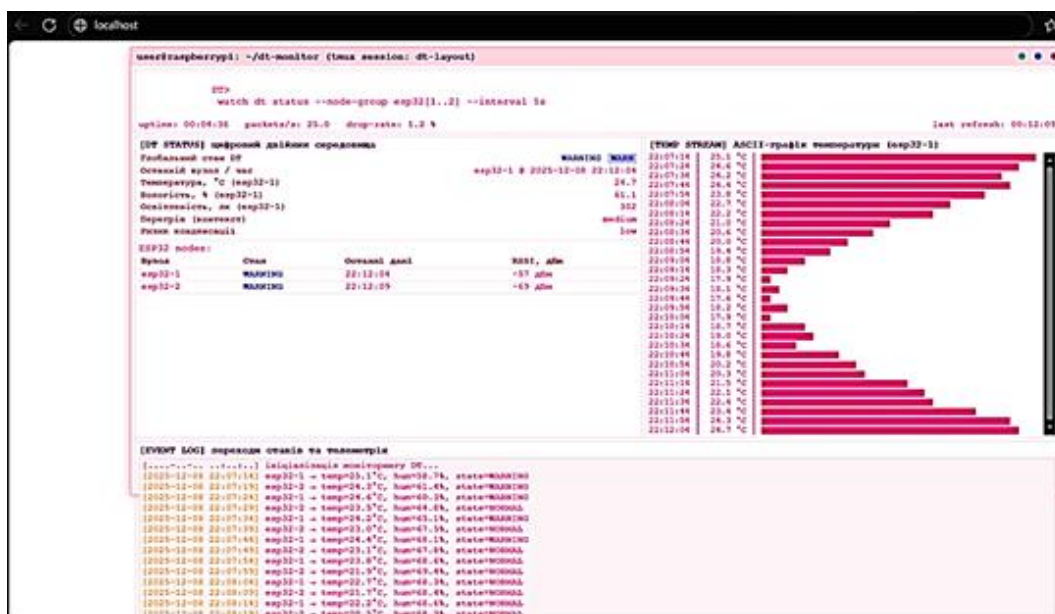 localhost
user@raspberrypi: ~/dt-monitor (tmux session: dt-layout)
DT>
watch dt status --node-group esp32[1..2] --interval 5s
uptime: 00:04:36 packets/s: 25.0 drop-rate: 1.2 %
last refresh: 00:12:09
[DT STATUS] цифровий двійник середовища
Глобальний стан DT WARNING WARN
Останній вузол / час esp32-1 @ 2025-12-08 22:12:04
Температура, °C (esp32-1) 24.7
Вологість, % (esp32-1) 61.1
Освітленість, лк (esp32-1) 302
Перегрів (контекст) medium
Ризик конденсації low
ESP32 nodes:
Вузол Стан Останні дані RSSI, дБм
esp32-1 WARNING 22:12:04 -57 дБм
esp32-2 WARNING 22:12:09 -69 дБм
[TEMP STREAM] ASCII-графік температури (esp32-1)
22:07:14 25.1 °C
22:07:24 24.6 °C
22:07:34 24.2 °C
22:07:44 24.4 °C
22:07:54 23.8 °C
22:08:04 22.7 °C
22:08:14 22.2 °C
22:08:24 21.0 °C
22:08:34 20.6 °C
22:08:44 20.0 °C
22:08:54 19.4 °C
22:09:04 18.8 °C
22:09:14 18.3 °C
22:09:24 17.9 °C
22:09:34 18.1 °C
22:09:44 17.6 °C
22:09:54 18.2 °C
22:10:04 17.9 °C
22:10:14 18.7 °C
22:10:24 19.0 °C
22:10:34 18.6 °C
22:10:44 19.8 °C
22:10:54 20.2 °C
22:11:04 20.3 °C
22:11:14 21.5 °C
22:11:24 22.1 °C
22:11:34 22.4 °C
22:11:44 23.4 °C
22:11:54 24.3 °C
22:12:04 24.7 °C
[EVENT LOG] переходи станів та телеметрія
ініціалізація моніторингу DT...
[2025-12-08 22:07:14] esp32-1 → temp=25.1°C, hum=58.7%, state=WARNING
[2025-12-08 22:07:19] esp32-2 → temp=24.3°C, hum=61.6%, state=WARNING
[2025-12-08 22:07:24] esp32-1 → temp=24.6°C, hum=60.3%, state=WARNING
[2025-12-08 22:07:29] esp32-2 → temp=23.5°C, hum=64.0%, state=NORMAL
[2025-12-08 22:07:34] esp32-1 → temp=24.2°C, hum=63.1%, state=WARNING
[2025-12-08 22:07:39] esp32-2 → temp=23.0°C, hum=67.5%, state=NORMAL
[2025-12-08 22:07:44] esp32-1 → temp=24.4°C, hum=65.1%, state=WARNING
[2025-12-08 22:07:49] esp32-2 → temp=23.1°C, hum=67.6%, state=NORMAL
[2025-12-08 22:07:54] esp32-1 → temp=23.8°C, hum=68.6%, state=NORMAL
[2025-12-08 22:07:59] esp32-2 → temp=21.9°C, hum=69.4%, state=NORMAL
[2025-12-08 22:08:04] esp32-1 → temp=22.7°C, hum=68.3%, state=NORMAL
[2025-12-08 22:08:09] esp32-2 → temp=21.7°C, hum=68.4%, state=NORMAL
[2025-12-08 22:08:14] esp32-1 → temp=22.2°C, hum=68.6%, state=NORMAL